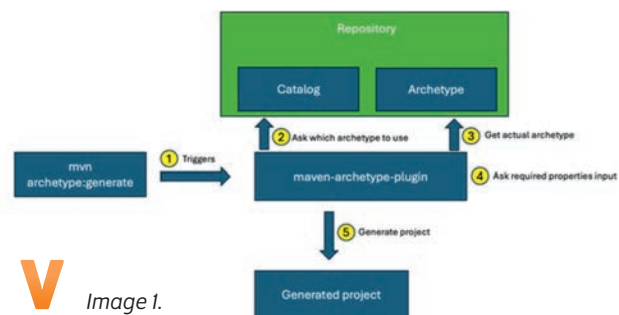 Repository
Catalog
Archetype
2 Ask which archetype to use
3 Get actual archetype
mvn
archetype:generate
1 Triggers
maven-archetype-plugin
4 Ask required properties input
5 Generate project
Generated project
V Image 1.